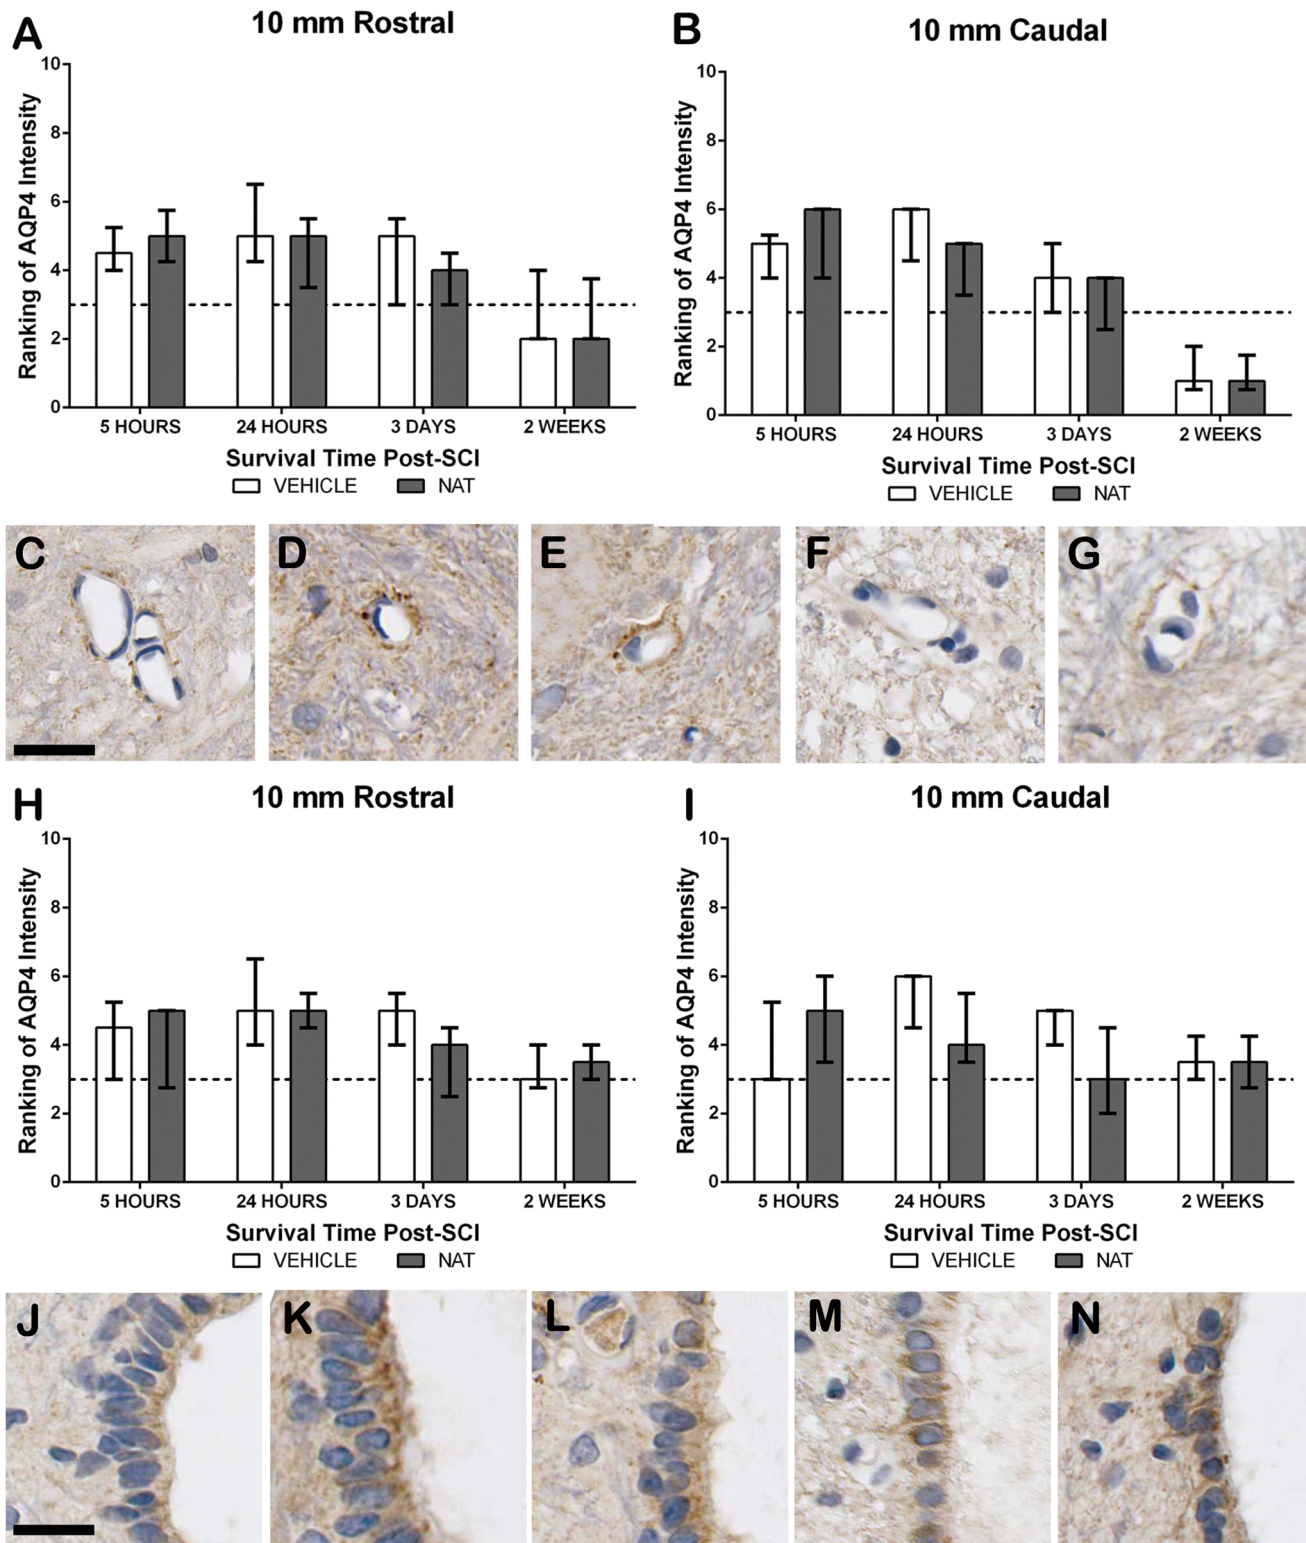 A
10 mm Rostral
Ranking of AQP4 Intensity
10
8
6
4
2
0
5 HOURS 24 HOURS 3 DAYS 2 WEEKS
Survival Time Post-SCI
VEHICLE NAT
B
10 mm Caudal
Ranking of AQP4 Intensity
10
8
6
4
2
0
5 HOURS 24 HOURS 3 DAYS 2 WEEKS
Survival Time Post-SCI
VEHICLE NAT
C D E F G
H
10 mm Rostral
Ranking of AQP4 Intensity
10
8
6
4
2
0
5 HOURS 24 HOURS 3 DAYS 2 WEEKS
Survival Time Post-SCI
VEHICLE NAT
I
10 mm Caudal
Ranking of AQP4 Intensity
10
8
6
4
2
0
5 HOURS 24 HOURS 3 DAYS 2 WEEKS
Survival Time Post-SCI
VEHICLE NAT
J K L M N